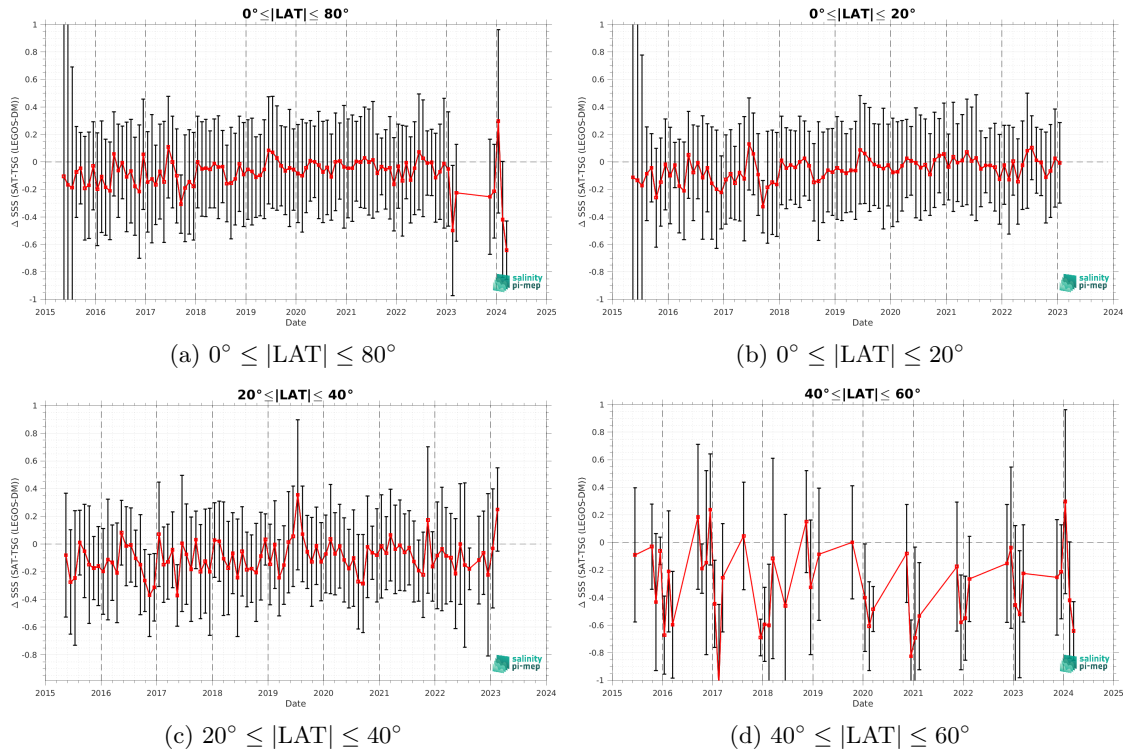 0°≤|LAT|≤ 80°
Δ SSS (SAT-TSG (LEGOS-DM))
1
0.8
0.6
0.4
0.2
0
-0.2
-0.4
-0.6
-0.8
-1
salinity
pi-mep
2015 2016 2017 2018 2019 2020 2021 2022 2023 2024 2025
Date
(a) 0° ≤ |LAT| ≤ 80°
0°≤|LAT|≤ 20°
Δ SSS (SAT-TSG (LEGOS-DM))
1
0.8
0.6
0.4
0.2
0
-0.2
-0.4
-0.6
-0.8
-1
salinity
pi-mep
2015 2016 2017 2018 2019 2020 2021 2022 2023 2024 2025
Date
(b) 0° ≤ |LAT| ≤ 20°
20°≤|LAT|≤ 40°
Δ SSS (SAT-TSG (LEGOS-DM))
1
0.8
0.6
0.4
0.2
0
-0.2
-0.4
-0.6
-0.8
salinity
pi-mep
2015 2016 2017 2018 2019 2020 2021 2022 2023 2024
Date
(c) 20° ≤ |LAT| ≤ 40°
40°≤|LAT|≤ 60°
Δ SSS (SAT-TSG (LEGOS-DM))
1
0.8
0.6
0.4
0.2
0
-0.2
-0.4
-0.6
-0.8
-1
salinity
pi-mep
2015 2016 2017 2018 2019 2020 2021 2022 2023 2024 2025
Date
(d) 40° ≤ |LAT| ≤ 60°